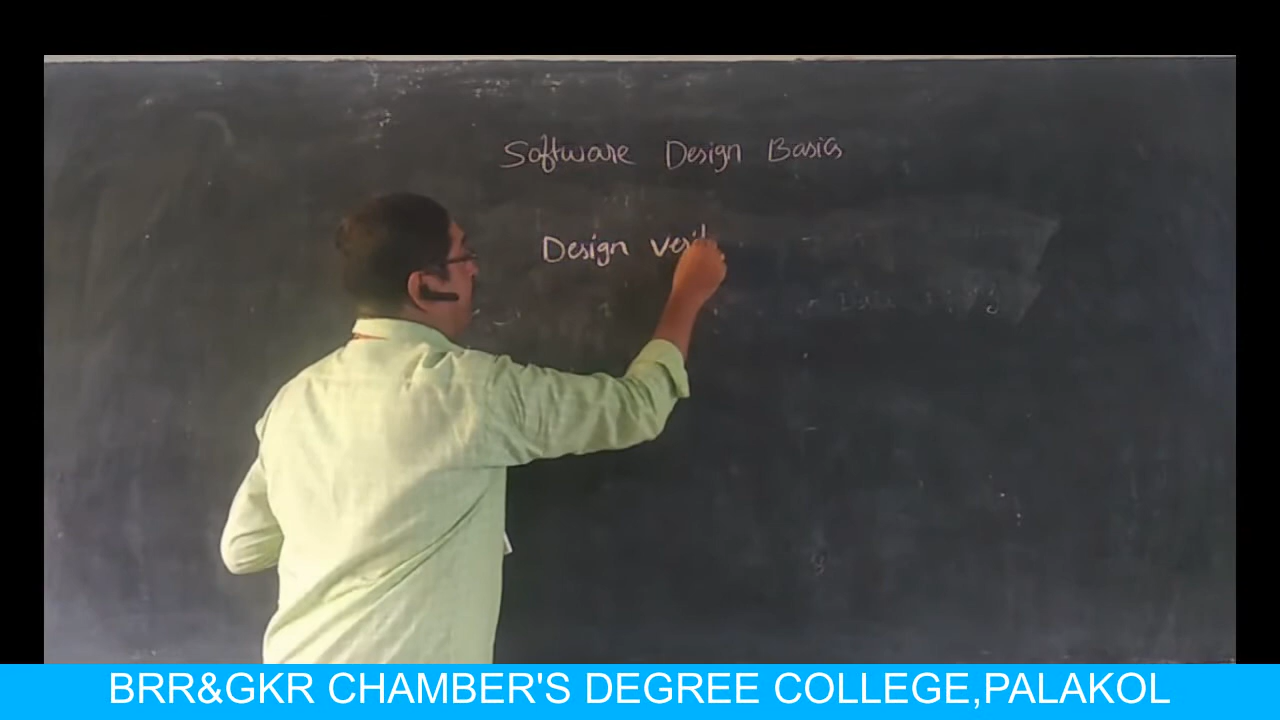 Software Design Basics
Design Veri
BRR&GKR CHAMBER'S DEGREE COLLEGE,PALAKOL